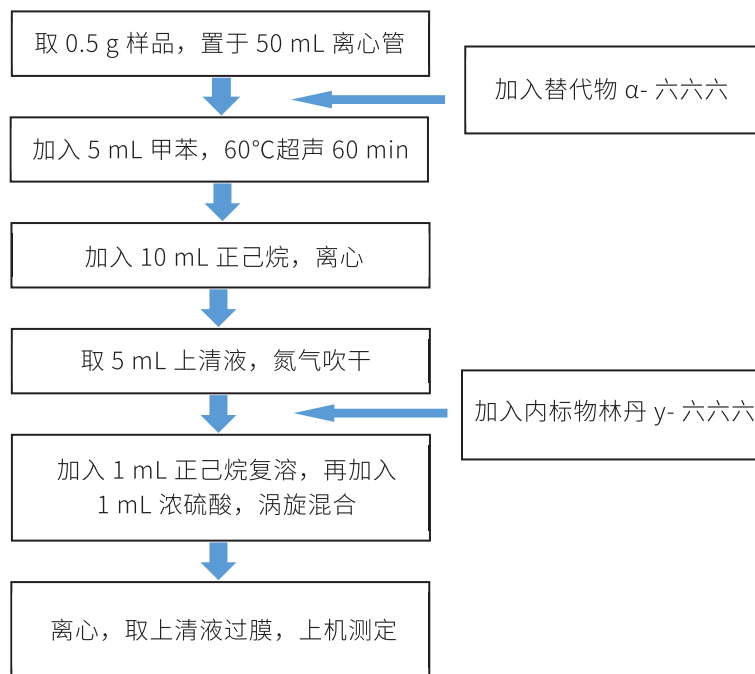 取 0.5 g 样品，置于 50 mL 离心管
加入替代物 α- 六六六
加入 5 mL 甲苯，60℃超声 60 min
加入 10 mL 正己烷，离心
取 5 mL 上清液，氮气吹干
加入内标物林丹 y- 六六六
加入 1 mL 正己烷复溶，再加入
1 mL 浓硫酸，涡旋混合
离心，取上清液过膜，上机测定